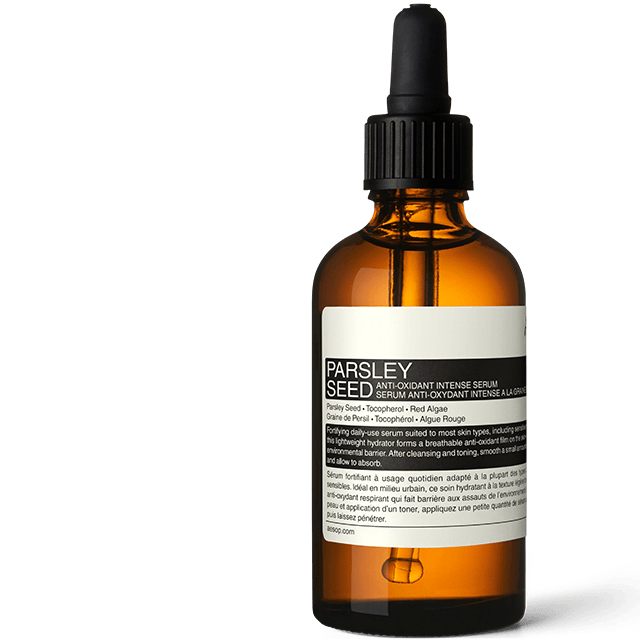 PARSLEY
SEED ANTI-OXIDANT INTENSE SERUM
SERUM ANTI-OXYDANT INTENSE A LA GRAINE
Parsley Seed • Tocopherol • Red Algae
Graine de Persil • Tocophérol • Algue Rouge
Fortifying daily-use serum suited to most skin types, including
this lightweight hydrator forms a breathable anti-oxidant film on the
environmental barrier. After cleansing and toning, smooth a small
and allow to absorb.
Sérum fortifiant à usage quotidien adapté à la plupart des
sensibles. Idéal en milieu urbain, ce soin hydratant à la texture
anti-oxydant respirant qui fait barrière aux assauts de
peau et application d'un toner, appliquez une petite quantité de
puis laissez pénétrer.
aesop.com